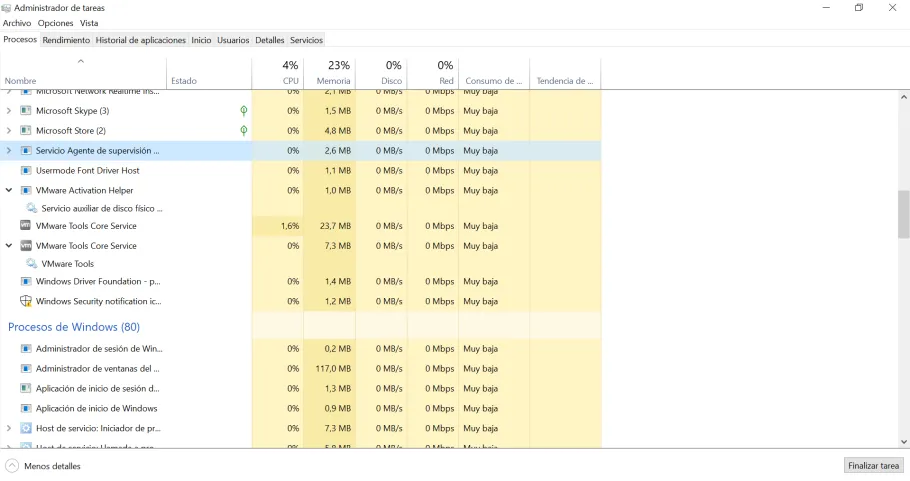 Administrador de tareas
Archivo Opciones Vista
Procesos Rendimiento Historial de aplicaciones Inicio Usuarios Detalles Servicios
4% 23% 0% 0%
Nombre Estado CPU Memoria Disco Red Consumo de ... Tendencia de ...
Microsoft Network Realtime Ins... 0% 2,1 MB 0 MB/s 0 Mbps Muy baja
Microsoft Skype (3) 0% 1,5 MB 0 MB/s 0 Mbps Muy baja
Microsoft Store (2) 0% 4,8 MB 0 MB/s 0 Mbps Muy baja
Servicio Agente de supervisión ... 0% 2,6 MB 0 MB/s 0 Mbps Muy baja
Usermode Font Driver Host 0% 1,1 MB 0 MB/s 0 Mbps Muy baja
VMware Activation Helper 0% 1,0 MB 0 MB/s 0 Mbps Muy baja
Servicio auxiliar de disco físico ...
vm VMware Tools Core Service 1,6% 23,7 MB 0 MB/s 0 Mbps Muy baja
vm VMware Tools Core Service 0% 7,3 MB 0 MB/s 0 Mbps Muy baja
VMware Tools
Windows Driver Foundation - p... 0% 1,4 MB 0 MB/s 0 Mbps Muy baja
Windows Security notification ic... 0% 1,2 MB 0 MB/s 0 Mbps Muy baja
Procesos de Windows (80)
Administrador de sesión de Win... 0% 0,2 MB 0 MB/s 0 Mbps Muy baja
Administrador de ventanas del ... 0% 117,0 MB 0 MB/s 0 Mbps Muy baja
Aplicación de inicio de sesión d... 0% 1,3 MB 0 MB/s 0 Mbps Muy baja
Aplicación de inicio de Windows 0% 0,9 MB 0 MB/s 0 Mbps Muy baja
Host de servicio: Iniciador de pr... 0% 7,3 MB 0 MB/s 0 Mbps Muy baja
Host de servicio: Llamada a pro... 0% 5,8 MB 0 MB/s 0 Mbps Muy baja
Menos detalles Finalizar tarea